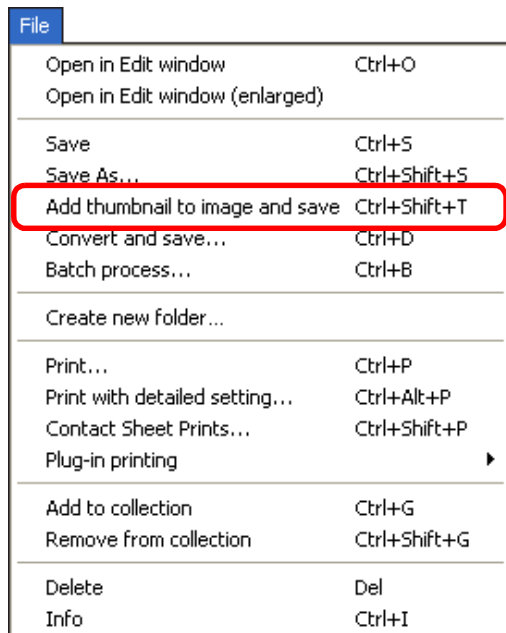 File
Open in Edit window Ctrl+O
Open in Edit window (enlarged)
Save Ctrl+S
Save As... Ctrl+Shift+S
Add thumbnail to image and save Ctrl+Shift+T
Convert and save... Ctrl+D
Batch process... Ctrl+B
Create new folder...
Print... Ctrl+P
Print with detailed setting... Ctrl+Alt+P
Contact Sheet Prints... Ctrl+Shift+P
Plug-in printing
Add to collection Ctrl+G
Remove from collection Ctrl+Shift+G
Delete Del
Info Ctrl+I